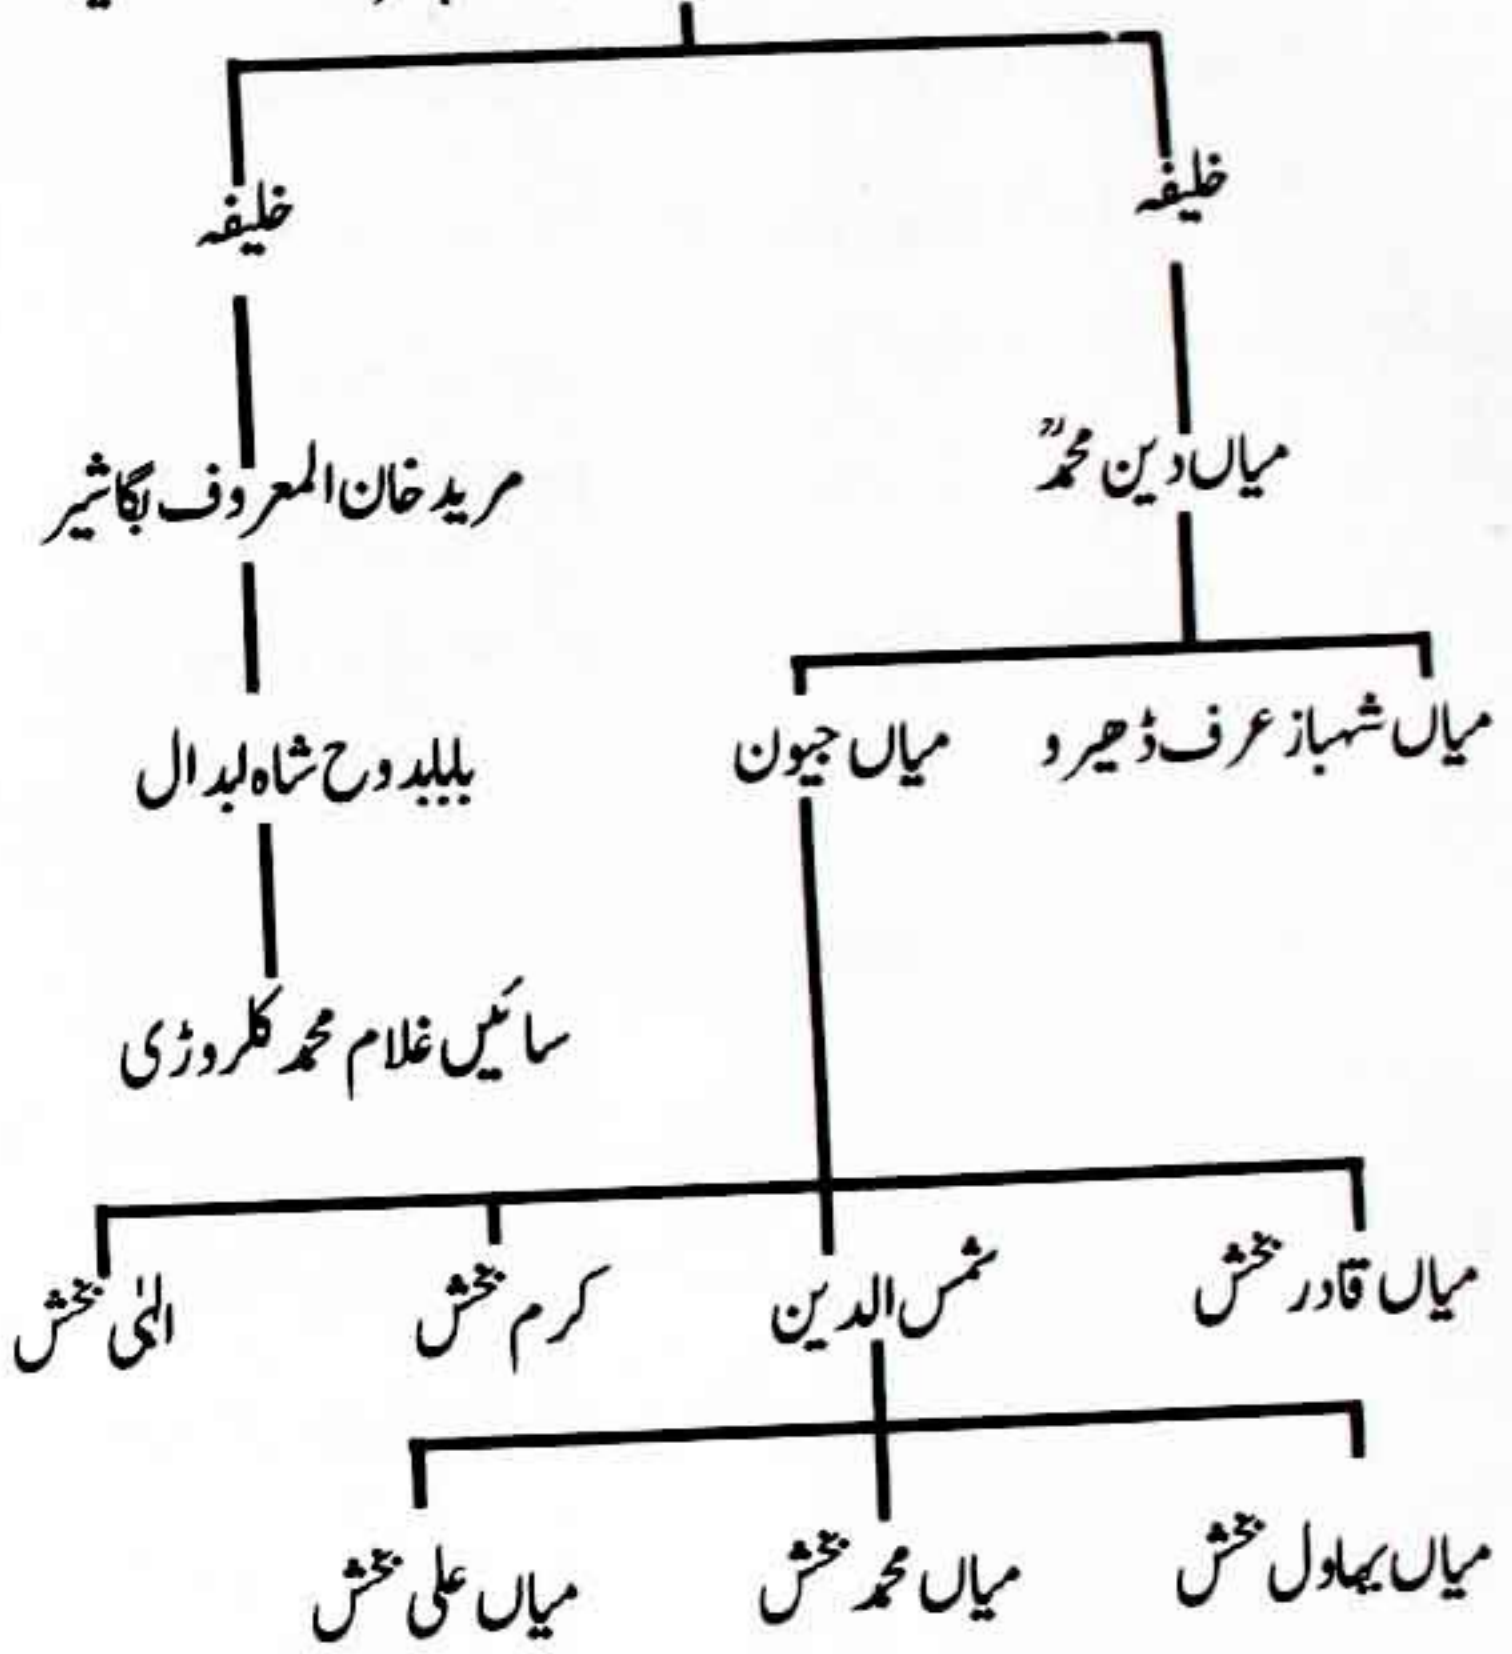 خلیفہ
خلیفہ
میاں دین محمدؒ
مرید خان المعروف بگا شیر
میاں شہباز عرف ڈھیرو
میاں جیون
شاہ
سائیں غلام محمد کلروڑی
میاں قادر بخش
شمس الدین
کرم بخش
الٰہی بخش
میاں بہاول بخش
میاں محمد بخش
میاں علی بخش